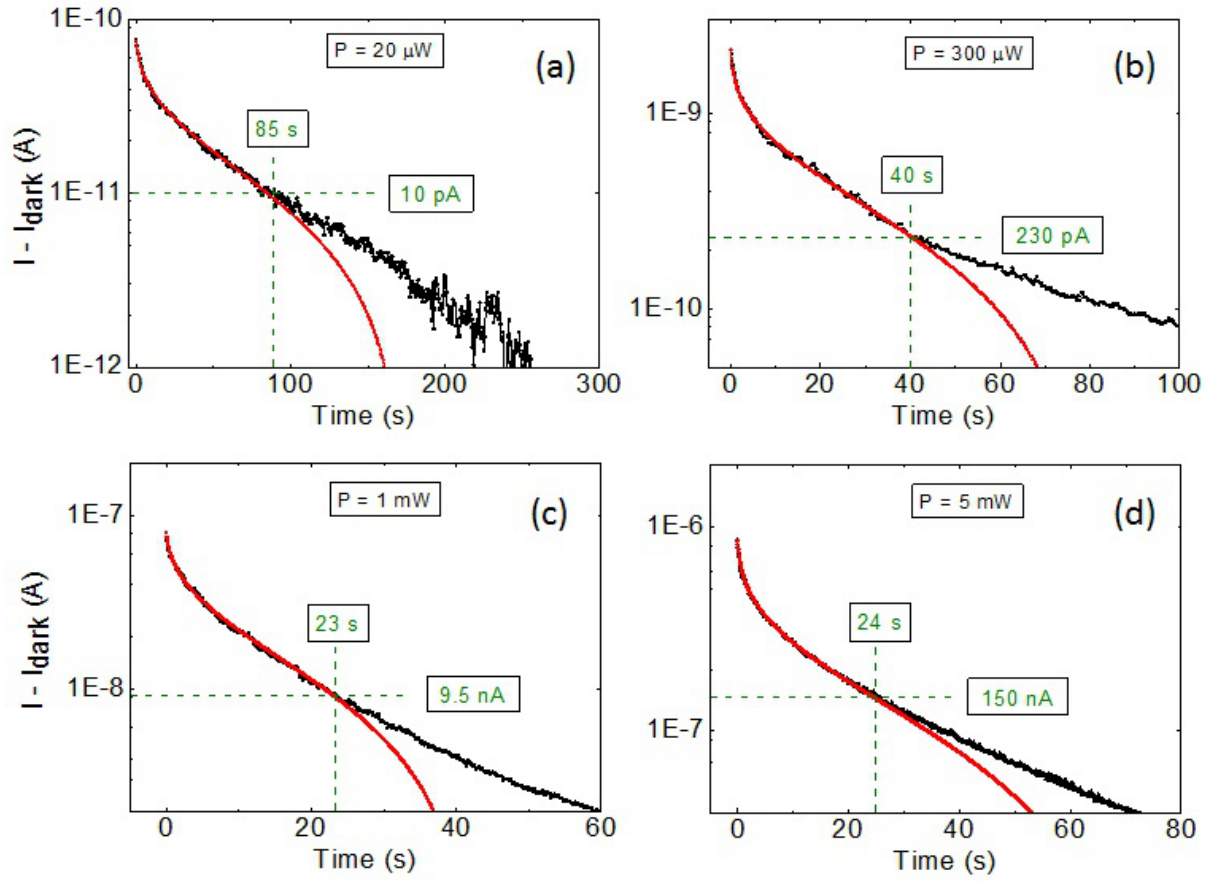 1E-10
P = 20 µW
(a)
85 s
1E-11
10 pA
1E-12
0
100
200
300
Time (s)
I - Idark (A)
P = 300 µW
(b)
1E-9
40 s
230 pA
1E-10
0
20
40
60
80
100
Time (s)
1E-7
P = 1 mW
(c)
23 s
1E-8
9.5 nA
0
20
40
60
Time (s)
I - Idark (A)
P = 5 mW
(d)
1E-6
24 s
150 nA
1E-7
0
20
40
60
80
Time (s)